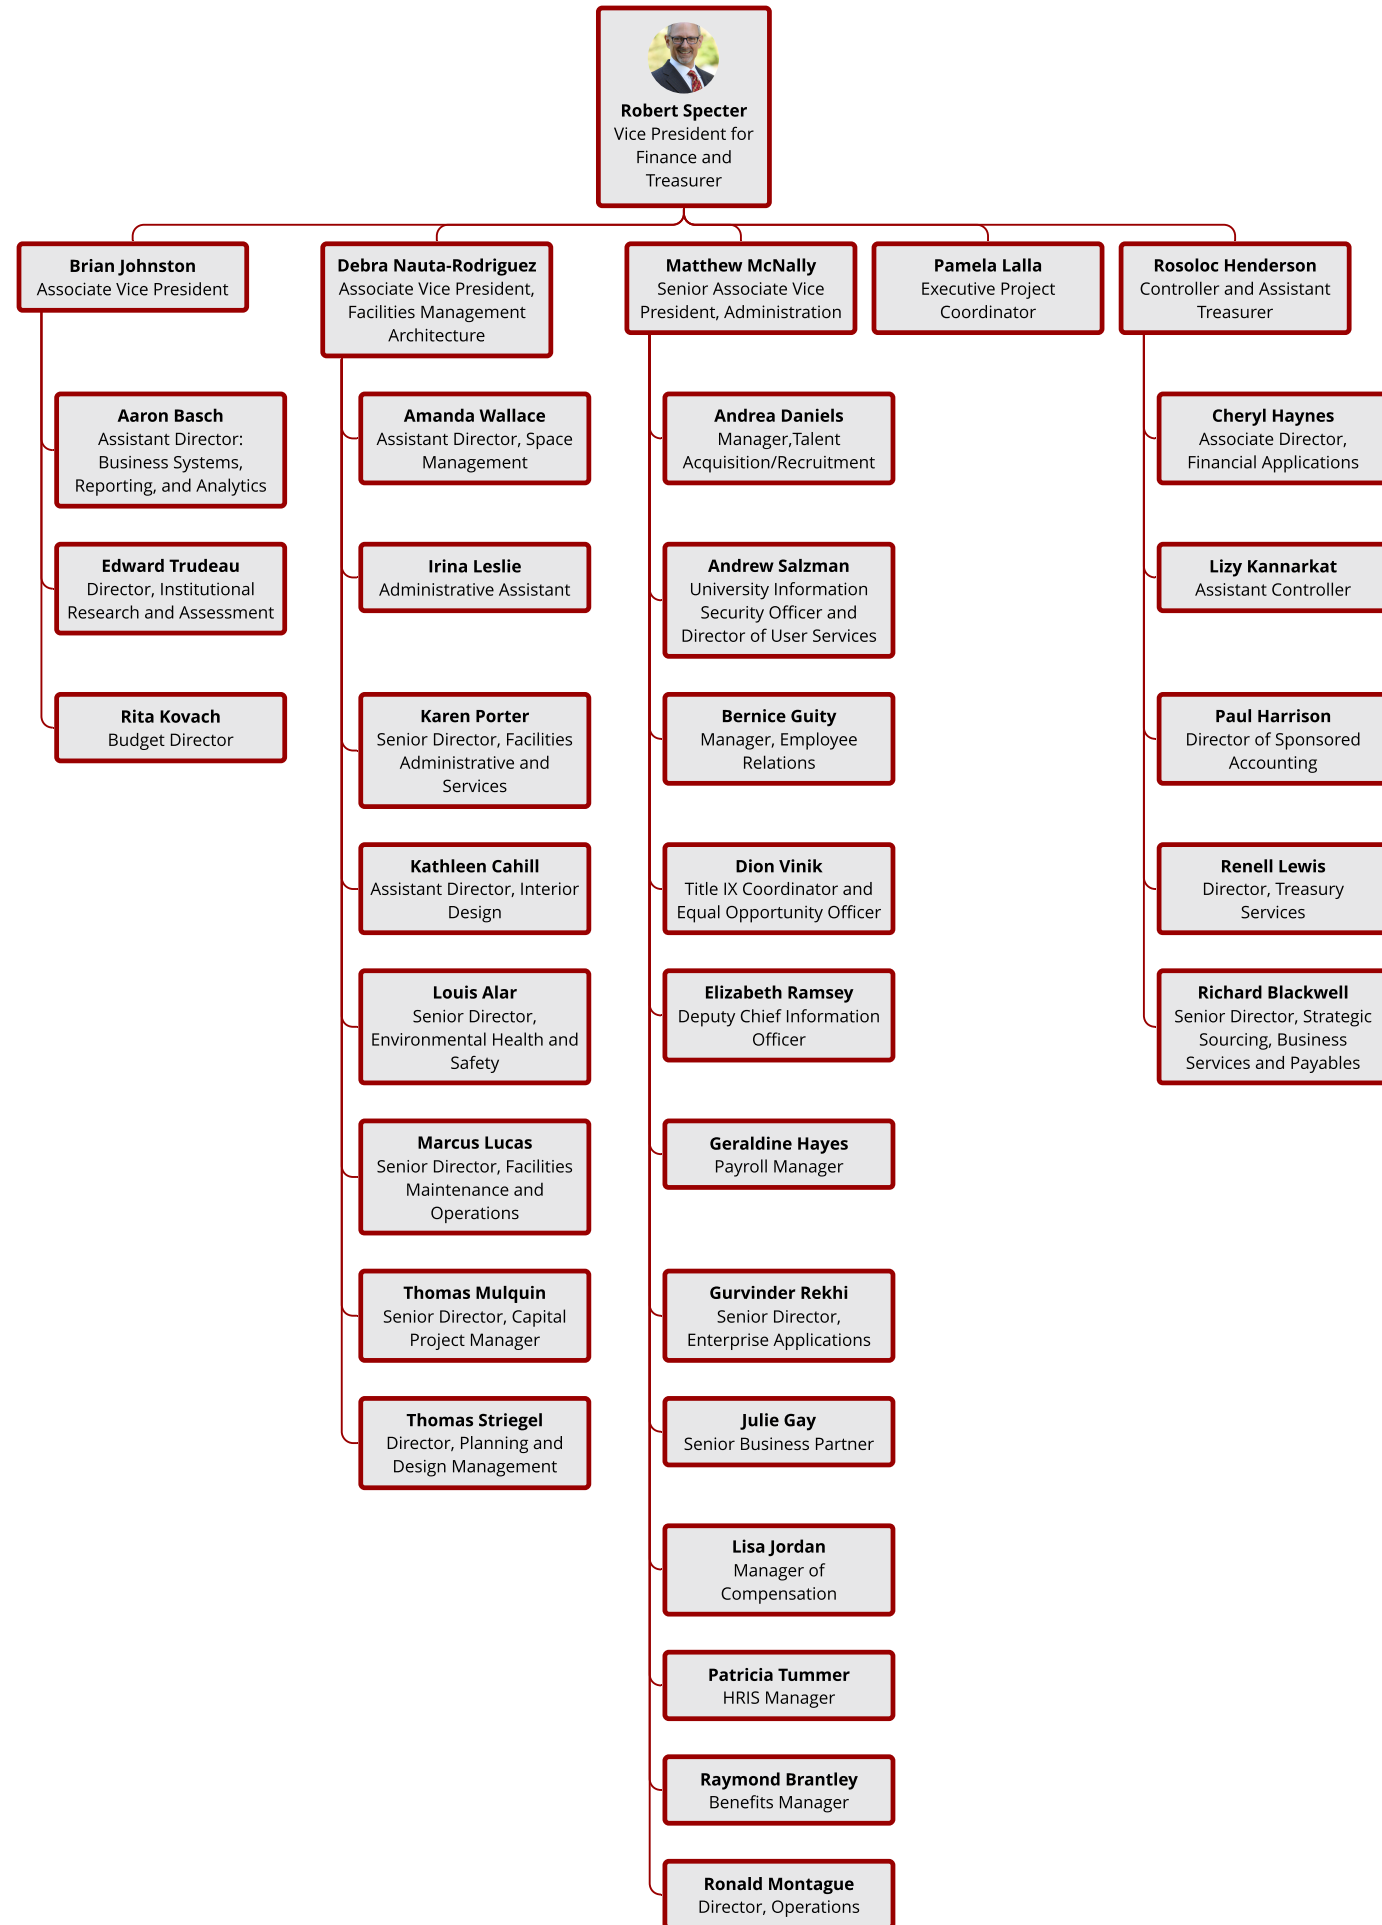 Robert Specter
Vice President for
Finance and
Treasurer
Brian Johnston
Associate Vice President
Debra Nauta-Rodriguez
Associate Vice President,
Facilities Management
Architecture
Matthew McNally
Senior Associate Vice
President, Administration
Pamela Lalla
Executive Project
Coordinator
Rosoloc Henderson
Controller and Assistant
Treasurer
Aaron Basch
Assistant Director:
Business Systems,
Reporting, and Analytics
Edward Trudeau
Director, Institutional
Research and Assessment
Rita Kovach
Budget Director
Amanda Wallace
Assistant Director, Space
Management
Irina Leslie
Administrative Assistant
Karen Porter
Senior Director, Facilities
Administrative and
Services
Kathleen Cahill
Assistant Director, Interior
Design
Louis Alar
Senior Director,
Environmental Health and
Safety
Marcus Lucas
Senior Director, Facilities
Maintenance and
Operations
Thomas Mulquin
Senior Director, Capital
Project Manager
Thomas Striegel
Director, Planning and
Design Management
Andrea Daniels
Manager,Talent
Acquisition/Recruitment
Andrew Salzman
University Information
Security Officer and
Director of User Services
Bernice Guity
Manager, Employee
Relations
Dion Vinik
Title IX Coordinator and
Equal Opportunity Officer
Elizabeth Ramsey
Deputy Chief Information
Officer
Geraldine Hayes
Payroll Manager
Gurvinder Rekhi
Senior Director,
Enterprise Applications
Julie Gay
Senior Business Partner
Lisa Jordan
Manager of
Compensation
Patricia Tummer
HRIS Manager
Raymond Brantley
Benefits Manager
Ronald Montague
Director, Operations
Cheryl Haynes
Associate Director,
Financial Applications
Lizy Kannarkat
Assistant Controller
Paul Harrison
Director of Sponsored
Accounting
Renell Lewis
Director, Treasury
Services
Richard Blackwell
Senior Director, Strategic
Sourcing, Business
Services and Payables